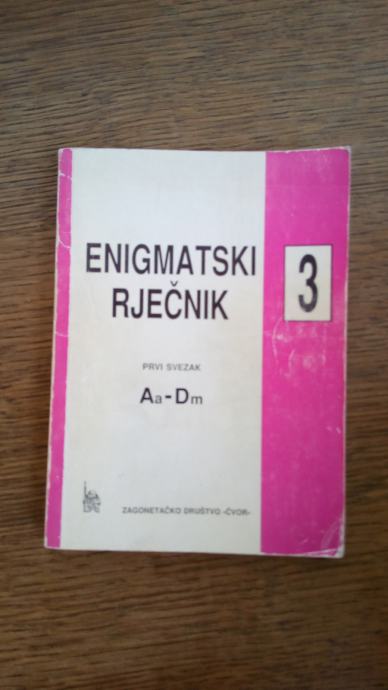 ENIGMATSKI
RJEČNIK
3
PRVI SVEZAK
Aa-Dm
ZAGONETAČKO DRUŠTVO -ČVOR-